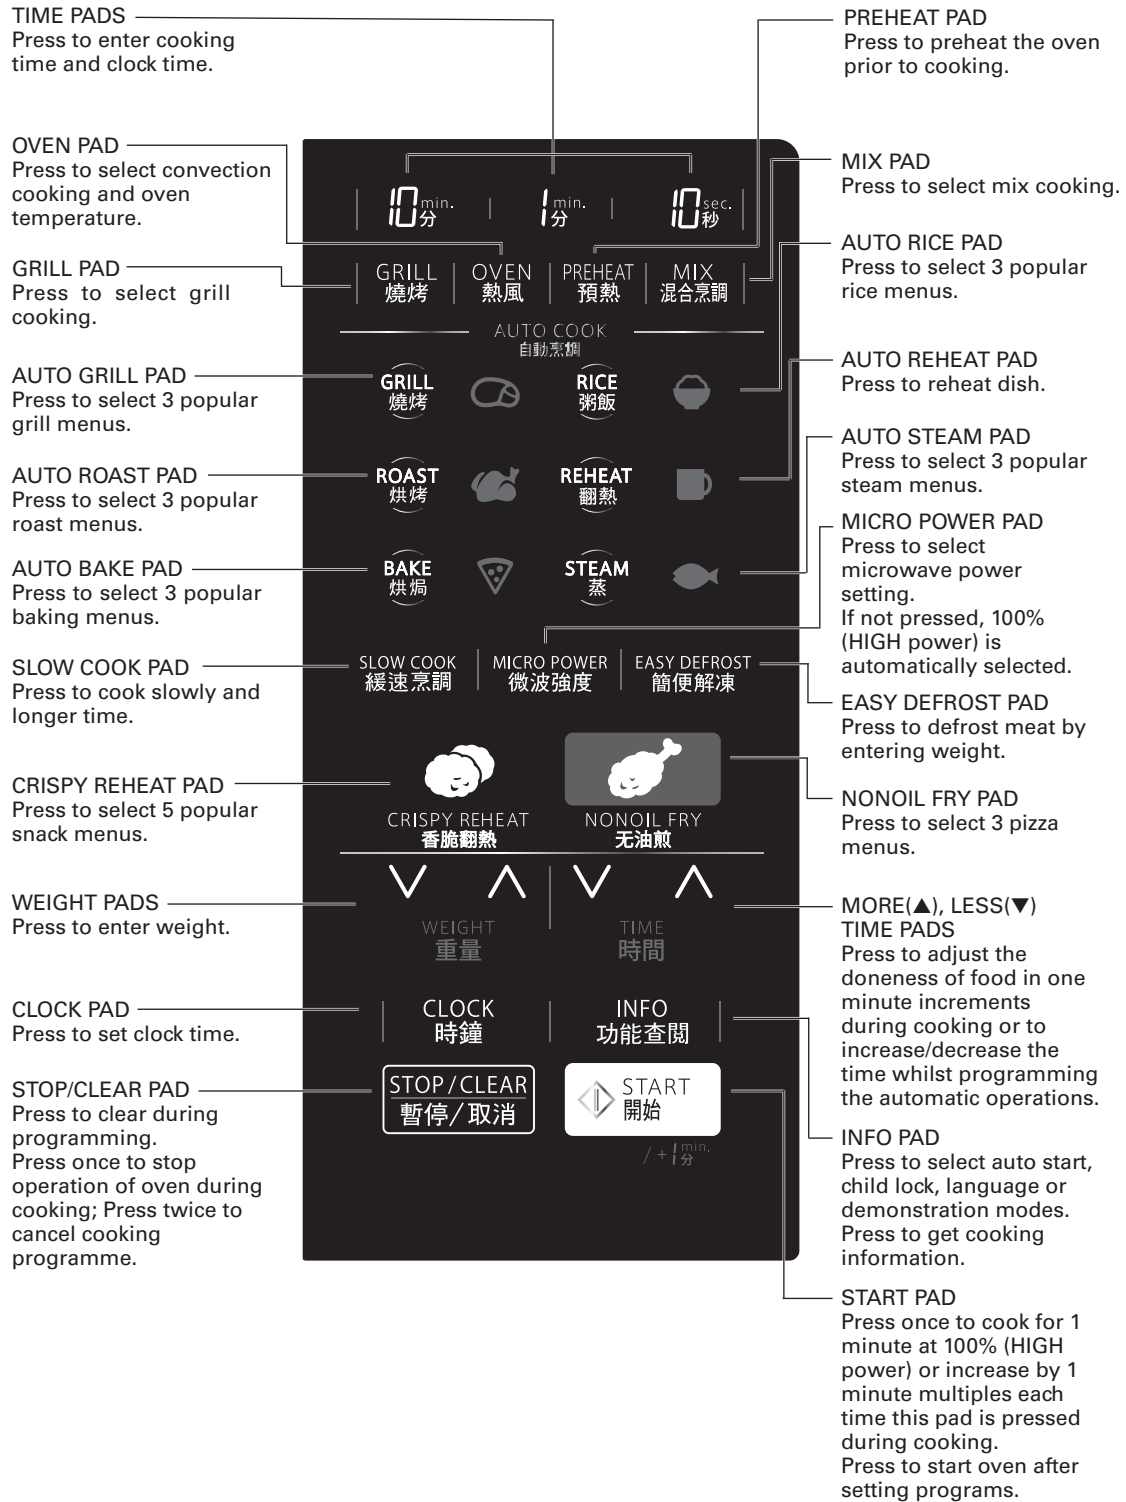 TIME PADS
Press to enter cooking
time and clock time.
OVEN PAD
Press to select convection
cooking and oven
temperature.
GRILL PAD
Press to select grill
cooking.
AUTO GRILL PAD
Press to select 3 popular
grill menus.
AUTO ROAST PAD
Press to select 3 popular
roast menus.
AUTO BAKE PAD
Press to select 3 popular
baking menus.
SLOW COOK PAD
Press to cook slowly and
longer time.
CRISPY REHEAT PAD
Press to select 5 popular
snack menus.
WEIGHT PADS
Press to enter weight.
CLOCK PAD
Press to set clock time.
STOP/CLEAR PAD
Press to clear during
programming.
Press once to stop
operation of oven during
cooking; Press twice to
cancel cooking
programme.
10 min. 分
1 min. 分
10 sec. 秒
GRILL
燒烤
OVEN
熱風
PREHEAT
預熱
MIX
混合烹調
AUTO COOK
自動烹調
GRILL
燒烤
RICE
粥飯
ROAST
烘烤
REHEAT
翻熱
BAKE
烘焗
STEAM
蒸
SLOW COOK
緩速烹調
MICRO POWER
微波強度
EASY DEFROST
簡便解凍
CRISPY REHEAT
香脆翻熱
NONOIL FRY
无油煎
WEIGHT
重量
TIME
時間
CLOCK
時鐘
INFO
功能查閱
STOP/CLEAR
暫停/取消
START
開始
/ +1 min. 分
PREHEAT PAD
Press to preheat the oven
prior to cooking.
MIX PAD
Press to select mix cooking.
AUTO RICE PAD
Press to select 3 popular
rice menus.
AUTO REHEAT PAD
Press to reheat dish.
AUTO STEAM PAD
Press to select 3 popular
steam menus.
MICRO POWER PAD
Press to select
microwave power
setting.
If not pressed, 100%
(HIGH power) is
automatically selected.
EASY DEFROST PAD
Press to defrost meat by
entering weight.
NONOIL FRY PAD
Press to select 3 pizza
menus.
MORE(▲), LESS(▼)
TIME PADS
Press to adjust the
doneness of food in one
minute increments
during cooking or to
increase/decrease the
time whilst programming
the automatic operations.
INFO PAD
Press to select auto start,
child lock, language or
demonstration modes.
Press to get cooking
information.
START PAD
Press once to cook for 1
minute at 100% (HIGH
power) or increase by 1
minute multiples each
time this pad is pressed
during cooking.
Press to start oven after
setting programs.